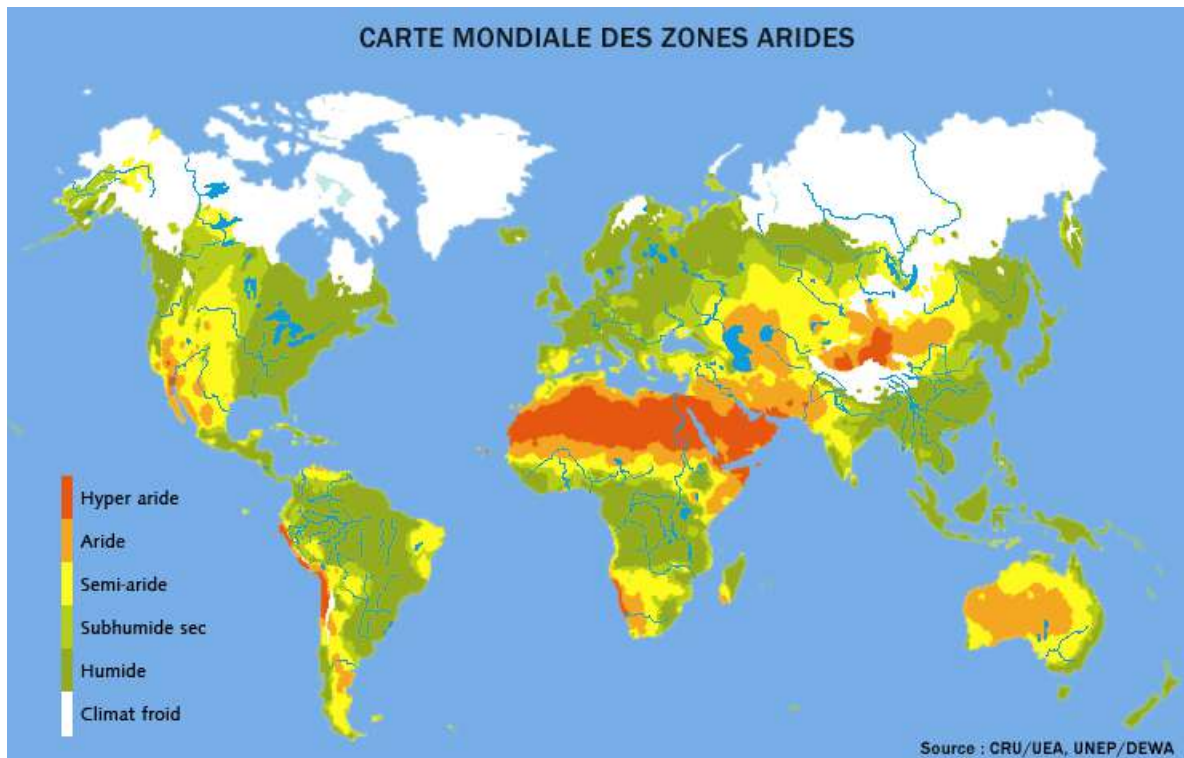 CARTE MONDIALE DES ZONES ARIDES
Hyper aride
Aride
Semi-aride
Subhumide sec
Humide
Climat froid
Source : CRU/UEA, UNEP/DEWA